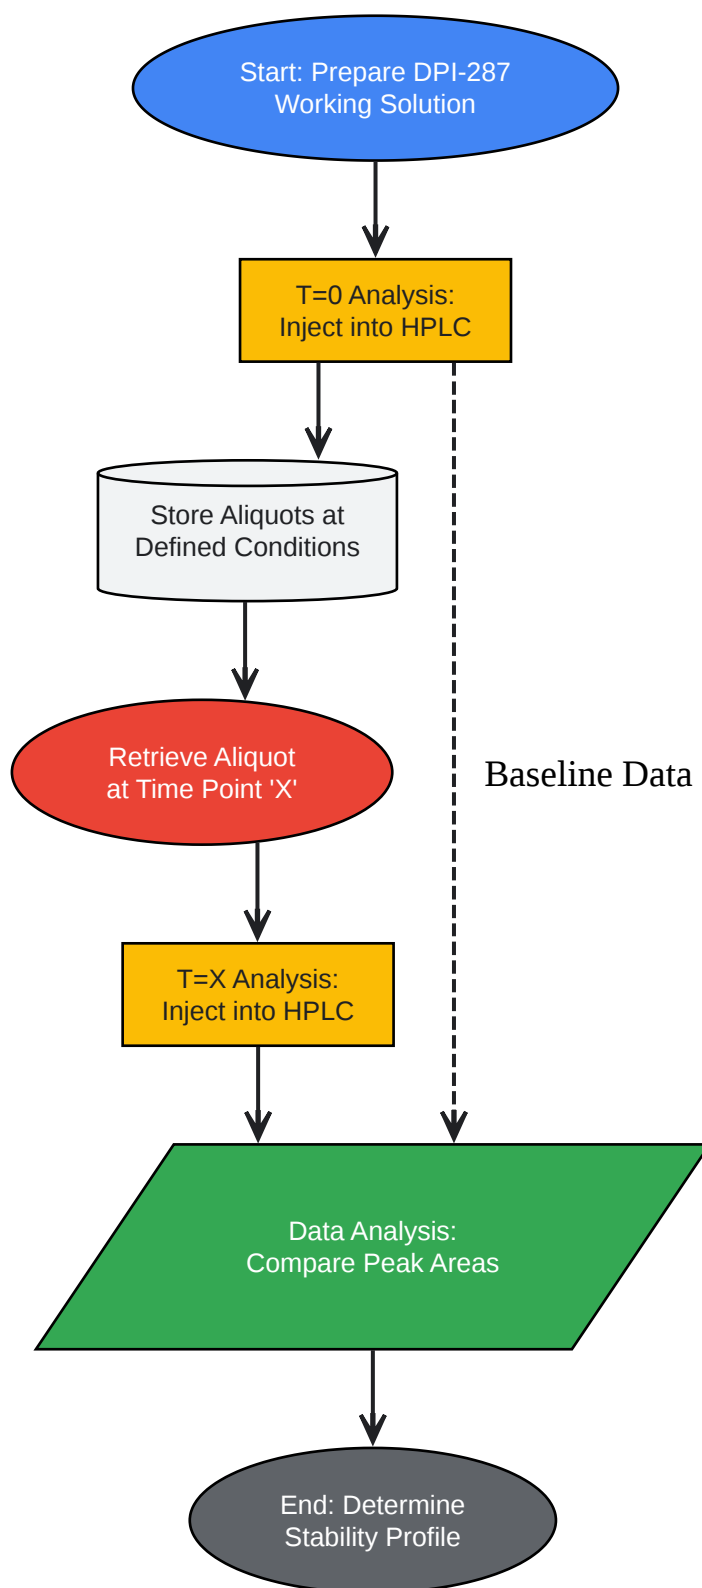 Start: Prepare DPI-287
Working Solution
T=0 Analysis:
Inject into HPLC
Store Aliquots at
Defined Conditions
Retrieve Aliquot
at Time Point 'X'
Baseline Data
T=X Analysis:
Inject into HPLC
Data Analysis:
Compare Peak Areas
End: Determine
Stability Profile